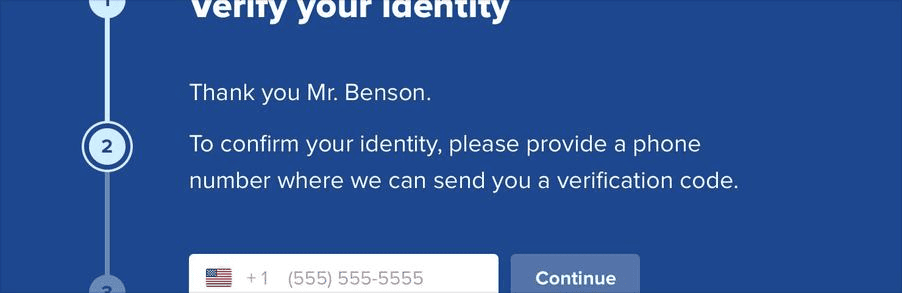 1
Verify your identity
Thank you Mr. Benson.
2
To confirm your identity, please provide a phone
number where we can send you a verification code.
3
+ 1 (555) 555-5555
Continue